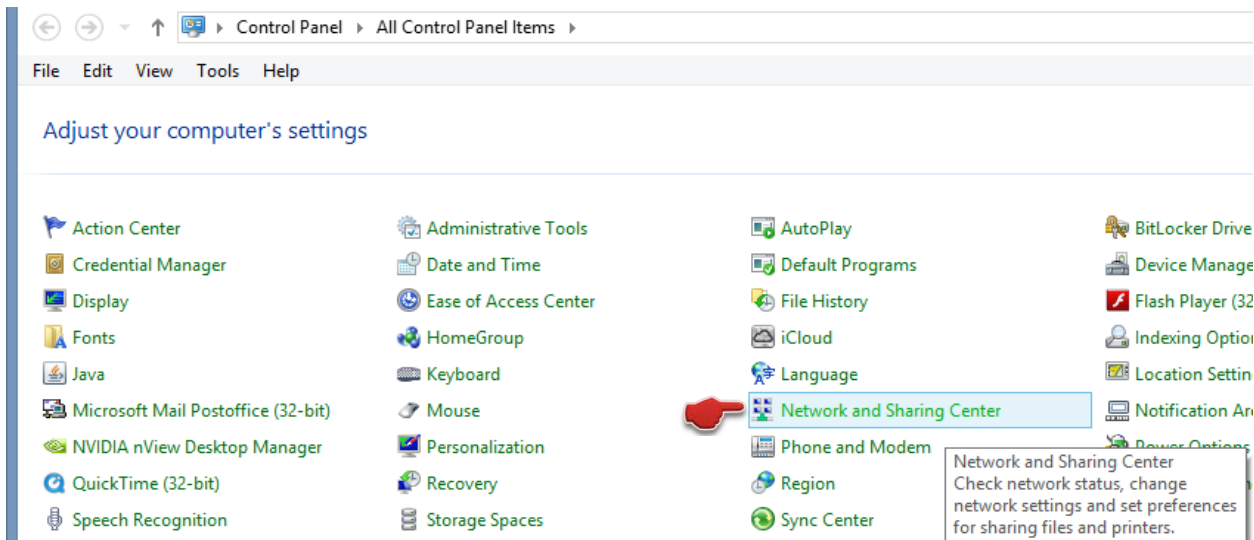 Control Panel All Control Panel Items
File Edit View Tools Help
Adjust your computer's settings
Action Center Administrative Tools AutoPlay BitLocker Drive
Credential Manager Date and Time Default Programs Device Manage
Display Ease of Access Center File History Flash Player (32
Fonts HomeGroup iCloud Indexing Option
Java Keyboard Language Location Settin
Microsoft Mail Postoffice (32-bit) Mouse Network and Sharing Center Notification Are
NVIDIA nView Desktop Manager Personalization Phone and Modem Power Options
QuickTime (32-bit) Recovery Region
Speech Recognition Storage Spaces Sync Center
Network and Sharing Center
Check network status, change
network settings and set preferences
for sharing files and printers.